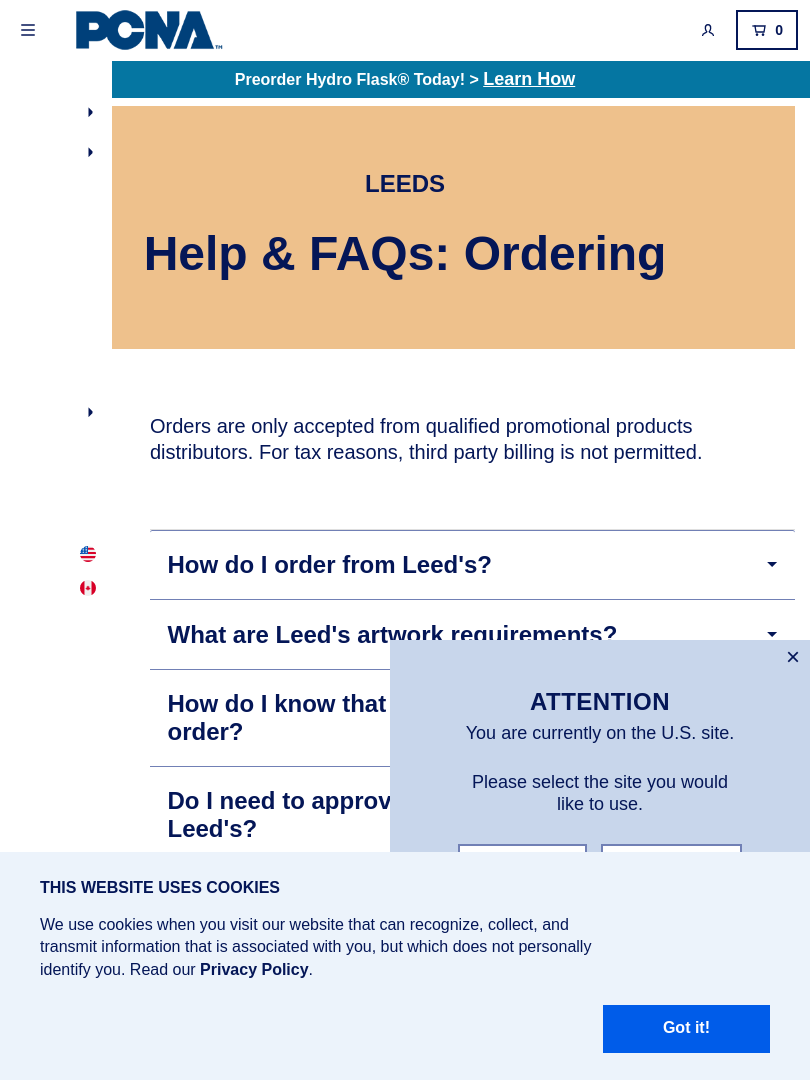 PCNA™
0
Preorder Hydro Flask® Today! > Learn How
LEEDS
Help & FAQs: Ordering
Orders are only accepted from qualified promotional products
distributors. For tax reasons, third party billing is not permitted.
How do I order from Leed's?
What are Leed's artwork requirements?
How do I know that
order?
Do I need to approv
Leed's?
ATTENTION
You are currently on the U.S. site.
Please select the site you would
like to use.
THIS WEBSITE USES COOKIES
We use cookies when you visit our website that can recognize, collect, and
transmit information that is associated with you, but which does not personally
identify you. Read our Privacy Policy.
Got it!